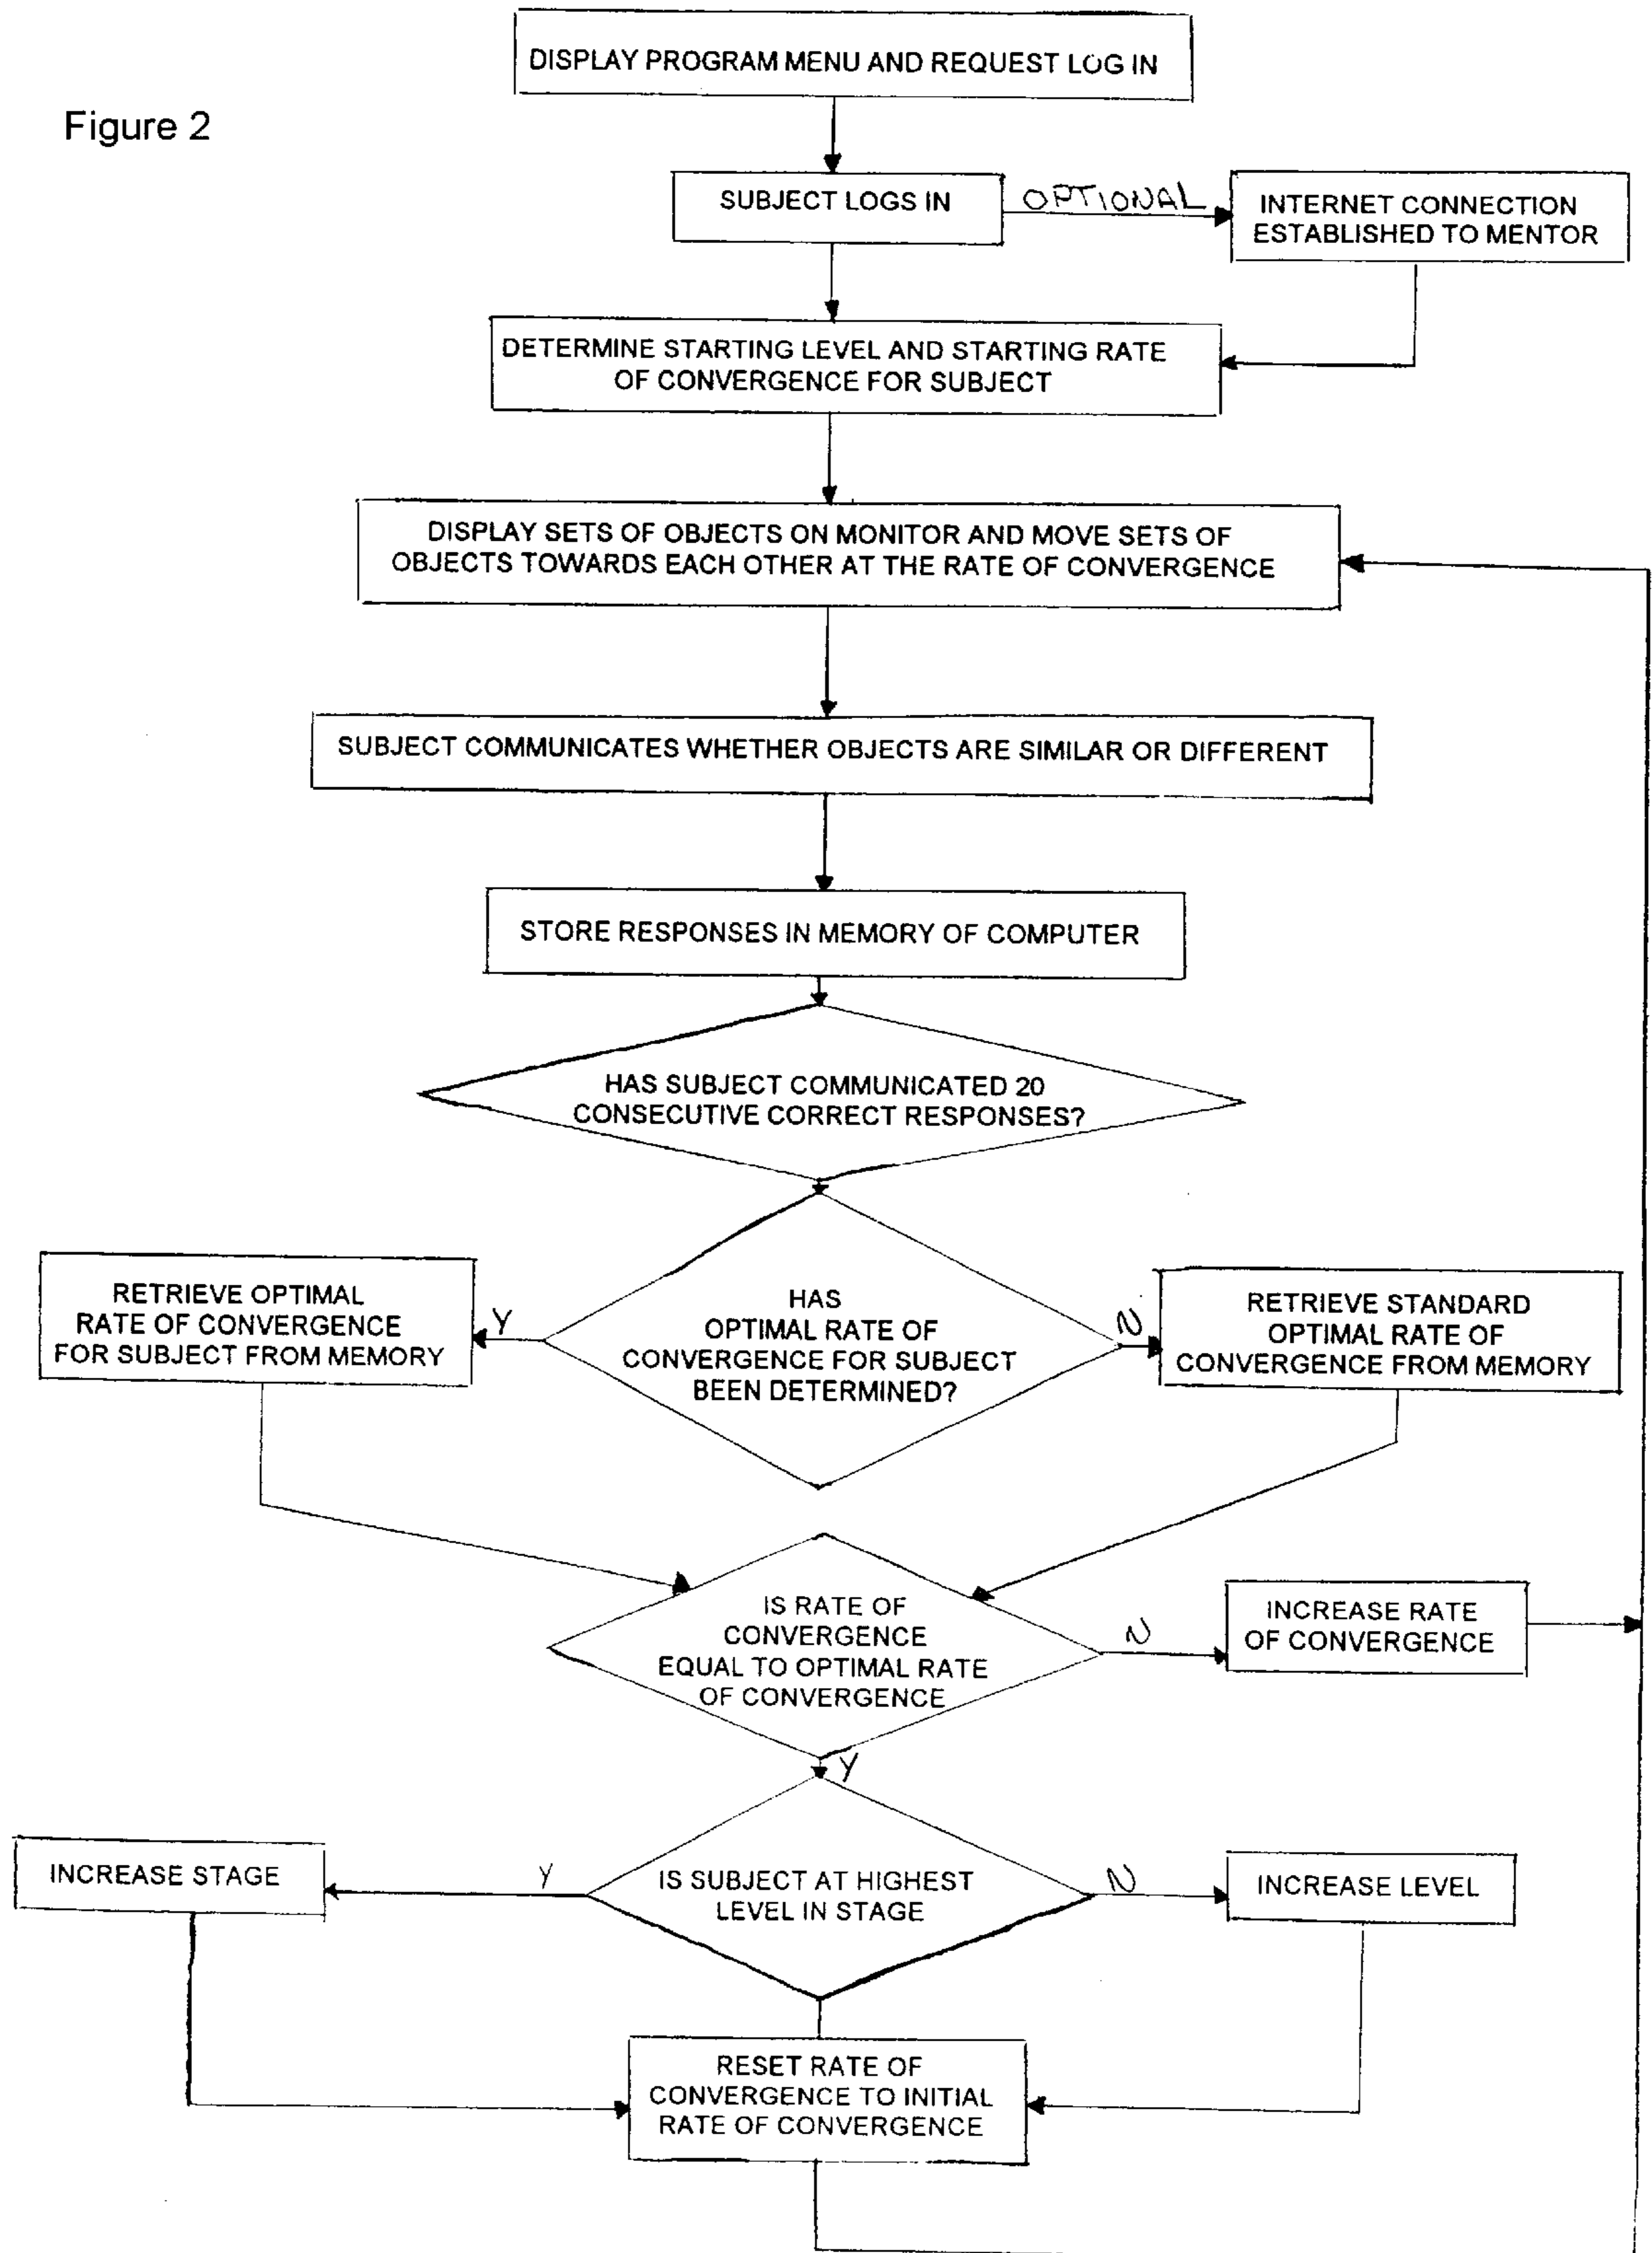 DISPLAY PROGRAM MENU AND REQUEST LOG IN
Figure 2
SUBJECT LOGS IN
OPTIONAL
INTERNET CONNECTION
ESTABLISHED TO MENTOR
DETERMINE STARTING LEVEL AND STARTING RATE
OF CONVERGENCE FOR SUBJECT
DISPLAY SETS OF OBJECTS ON MONITOR AND MOVE SETS OF
OBJECTS TOWARDS EACH OTHER AT THE RATE OF CONVERGENCE
SUBJECT COMMUNICATES WHETHER OBJECTS ARE SIMILAR OR DIFFERENT
STORE RESPONSES IN MEMORY OF COMPUTER
HAS SUBJECT COMMUNICATED 20
CONSECUTIVE CORRECT RESPONSES?
RETRIEVE OPTIMAL
RATE OF CONVERGENCE
FOR SUBJECT FROM MEMORY
Y
HAS
OPTIMAL RATE OF
CONVERGENCE FOR SUBJECT
BEEN DETERMINED?
N
RETRIEVE STANDARD
OPTIMAL RATE OF
CONVERGENCE FROM MEMORY
IS RATE OF
CONVERGENCE
EQUAL TO OPTIMAL RATE
OF CONVERGENCE
N
INCREASE RATE
OF CONVERGENCE
Y
INCREASE STAGE
Y
IS SUBJECT AT HIGHEST
LEVEL IN STAGE
N
INCREASE LEVEL
RESET RATE OF
CONVERGENCE TO INITIAL
RATE OF CONVERGENCE